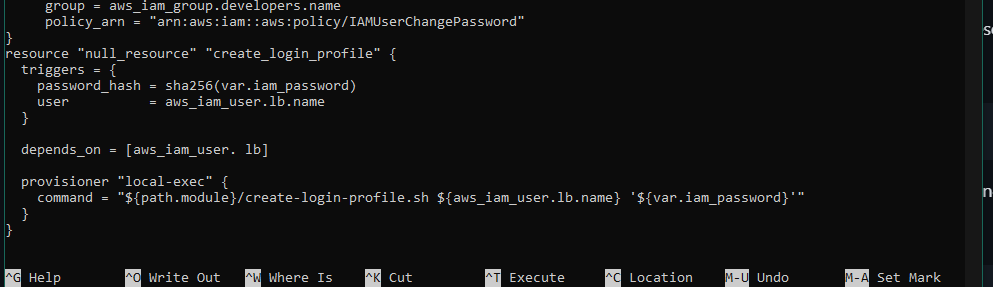 group = aws_iam_group.developers.name
policy_arn = "arn:aws:iam::aws:policy/IAMUserChangePassword"
}
resource "null_resource" "create_login_profile" {
triggers = {
password_hash = sha256(var.iam_password)
user          = aws_iam_user.lb.name
}
depends_on = [aws_iam_user. lb]
provisioner "local-exec" {
command = "${path.module}/create-login-profile.sh ${aws_iam_user.lb.name} '${var.iam_password}'"
}
}
^G Help ^O Write Out ^W Where Is ^K Cut ^T Execute ^C Location M-U Undo M-A Set Mark